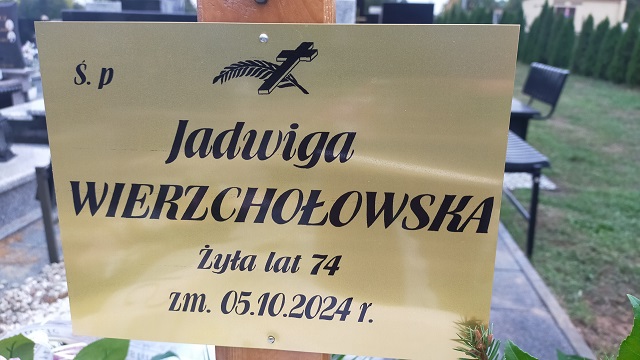 Ś. p
Jadwiga
WIERZCHOŁOWSKA
Żyła lat 74
zm. 05.10.2024 r.